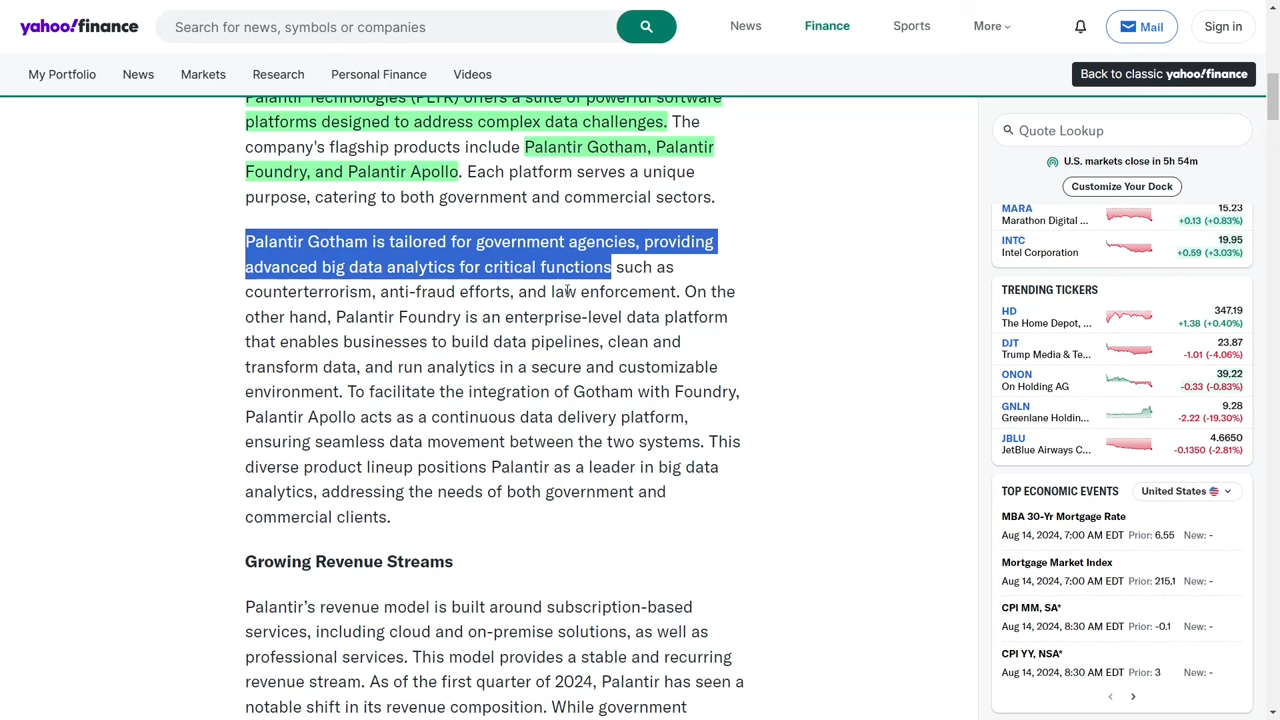 yahoo!finance
Search for news, symbols or companies
News
Finance
Sports
More
Mail
Sign in
My Portfolio
News
Markets
Research
Personal Finance
Videos
Back to classic yahoo!finance
Palantir Technologies (PLTR) offers a suite of powerful software
platforms designed to address complex data challenges. The
company's flagship products include Palantir Gotham, Palantir
Foundry, and Palantir Apollo. Each platform serves a unique
purpose, catering to both government and commercial sectors.
Palantir Gotham is tailored for government agencies, providing
advanced big data analytics for critical functions such as
counterterrorism, anti-fraud efforts, and law enforcement. On the
other hand, Palantir Foundry is an enterprise-level data platform
that enables businesses to build data pipelines, clean and
transform data, and run analytics in a secure and customizable
environment. To facilitate the integration of Gotham with Foundry,
Palantir Apollo acts as a continuous data delivery platform,
ensuring seamless data movement between the two systems. This
diverse product lineup positions Palantir as a leader in big data
analytics, addressing the needs of both government and
commercial clients.
Growing Revenue Streams
Palantir’s revenue model is built around subscription-based
services, including cloud and on-premise solutions, as well as
professional services. This model provides a stable and recurring
revenue stream. As of the first quarter of 2024, Palantir has seen a
notable shift in its revenue composition. While government
Quote Lookup
U.S. markets close in 5h 54m
Customize Your Dock
MARA 15.23
Marathon Digital ... +0.13 (+0.83%)
INTC 19.95
Intel Corporation +0.59 (+3.03%)
TRENDING TICKERS
HD 347.19
The Home Depot, ... +1.38 (+0.40%)
DJT 23.87
Trump Media & Te... -1.01 (-4.06%)
ONON 39.22
On Holding AG -0.33 (-0.83%)
GNLN 9.28
Greenlane Holdin... -2.22 (-19.30%)
JBLU 4.6650
JetBlue Airways C... -0.1350 (-2.81%)
TOP ECONOMIC EVENTS United States
MBA 30-Yr Mortgage Rate
Aug 14, 2024, 7:00 AM EDT Prior: 6.55 New: -
Mortgage Market Index
Aug 14, 2024, 7:00 AM EDT Prior: 215.1 New: -
CPI MM, SA*
Aug 14, 2024, 8:30 AM EDT Prior: -0.1 New: -
CPI YY, NSA*
Aug 14, 2024, 8:30 AM EDT Prior: 3 New: -